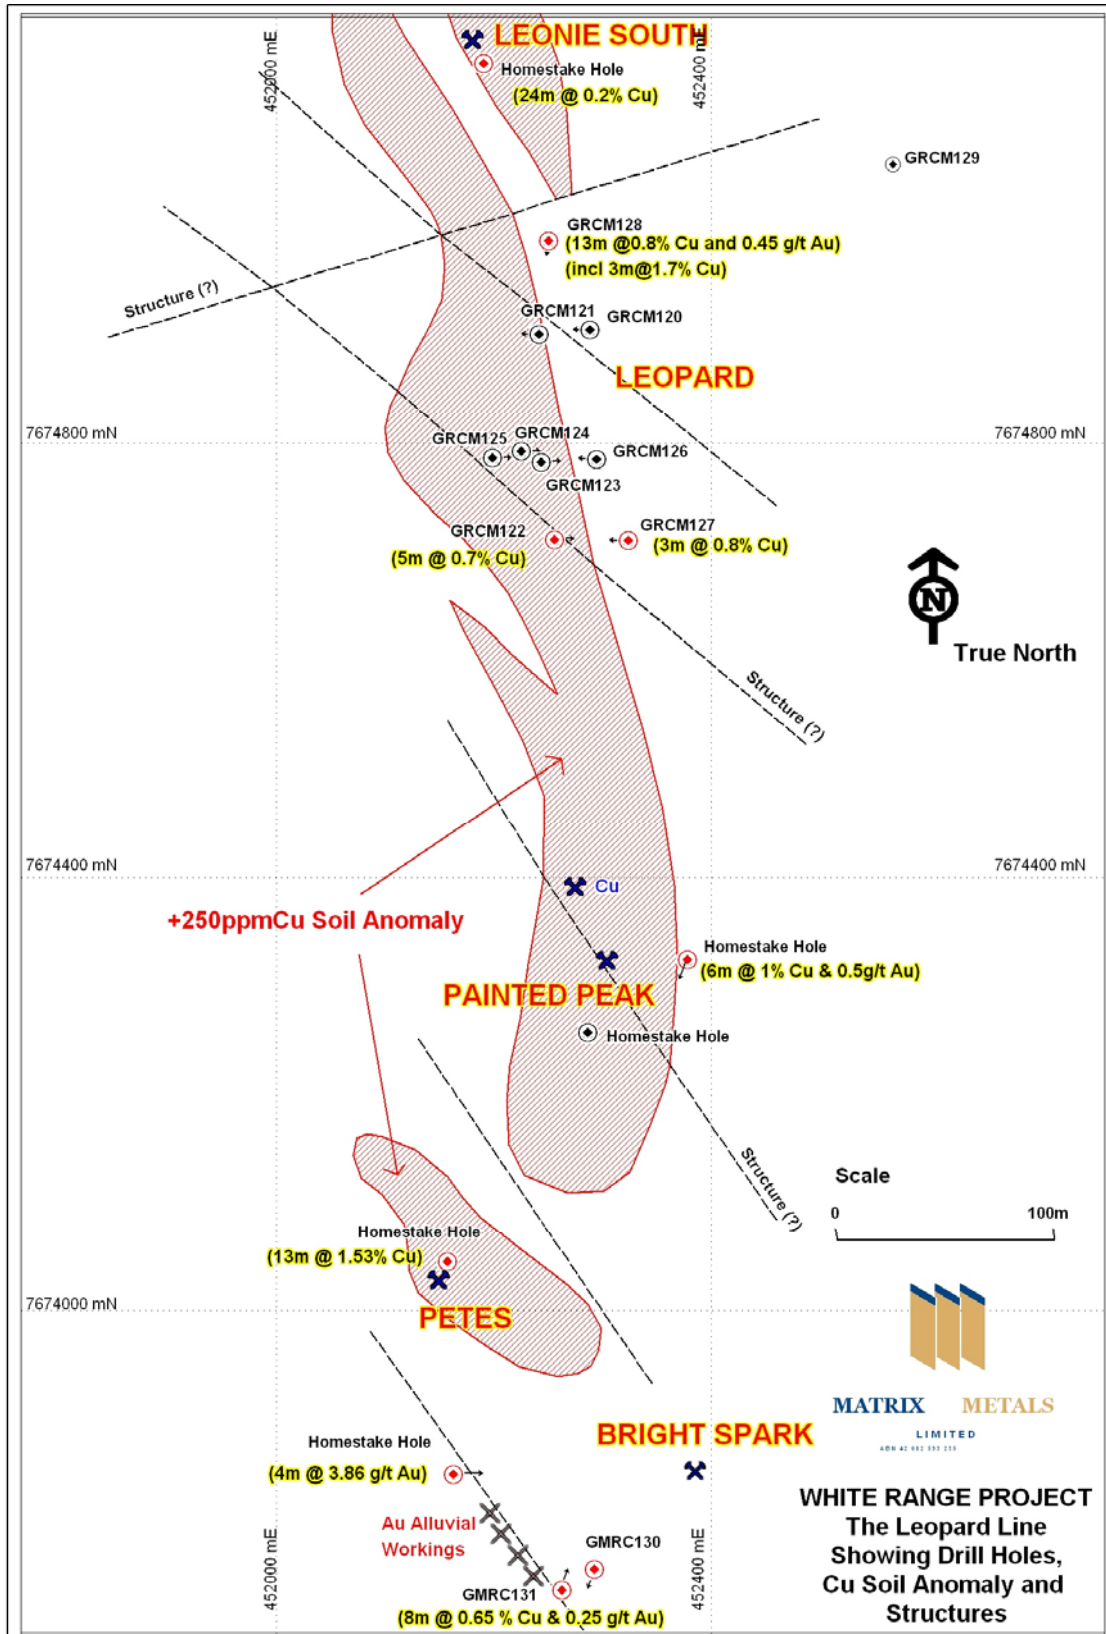 LEONIE SOUTH
452000 mE
452400 mE
Homestake Hole
(24m @ 0.2% Cu)
GRCM129
GRCM128
(13m @0.8% Cu and 0.45 g/t Au)
(incl 3m@1.7% Cu)
Structure (?)
GRCM121
GRCM120
LEOPARD
7674800 mN
7674800 mN
GRCM125
GRCM124
GRCM126
GRCM123
GRCM122
(5m @ 0.7% Cu)
GRCM127
(3m @ 0.8% Cu)
N
True North
Structure (?)
7674400 mN
7674400 mN
Cu
+250ppmCu Soil Anomaly
Homestake Hole
(6m @ 1% Cu & 0.5g/t Au)
PAINTED PEAK
Homestake Hole
Structure (?)
Scale
0
100m
Homestake Hole
(13m @ 1.53% Cu)
7674000 mN
PETES
MATRIX METALS
LIMITED
BRIGHT SPARK
Homestake Hole
(4m @ 3.86 g/t Au)
Au Alluvial
Workings
GMRC130
GMRC131
(8m @ 0.65 % Cu & 0.25 g/t Au)
452000 mE
452400 mE
WHITE RANGE PROJECT
The Leopard Line
Showing Drill Holes,
Cu Soil Anomaly and
Structures